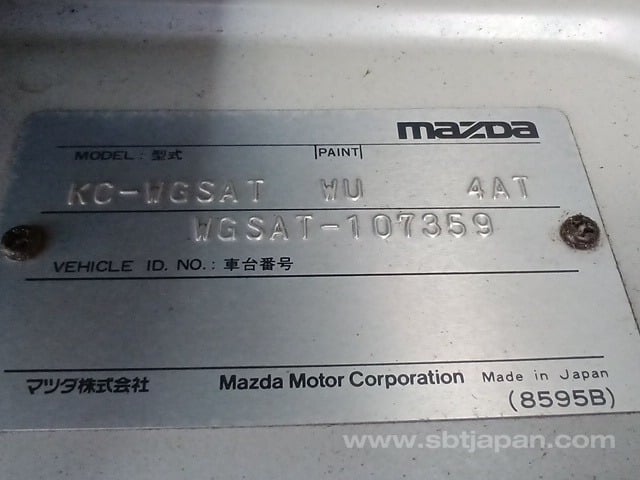 mazda
MODEL: 型式 PAINT
KC-WGSAT WU 4AT
WGSAT-107359
VEHICLE ID. NO.: 車台番号
マツダ株式会社 Mazda Motor Corporation Made in Japan
(8595B)
www.sbtjapan.com